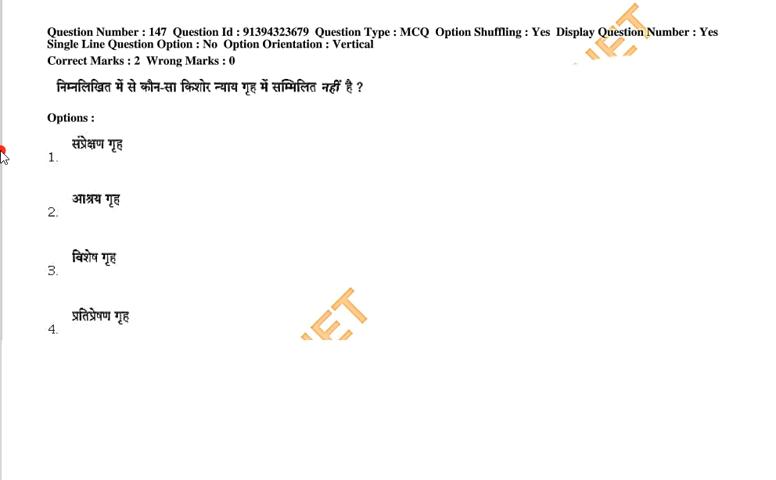 Question Number : 147 Question Id : 91394323679 Question Type : MCQ Option Shuffling : Yes Display Question Number : Yes
Single Line Question Option : No Option Orientation : Vertical
Correct Marks : 2 Wrong Marks : 0
निम्नलिखित में से कौन-सा किशोर न्याय गृह में सम्मिलित नहीं है ?
Options :
1. संप्रेक्षण गृह
2. आश्रय गृह
3. विशेष गृह
4. प्रतिप्रेषण गृह
NET
NET